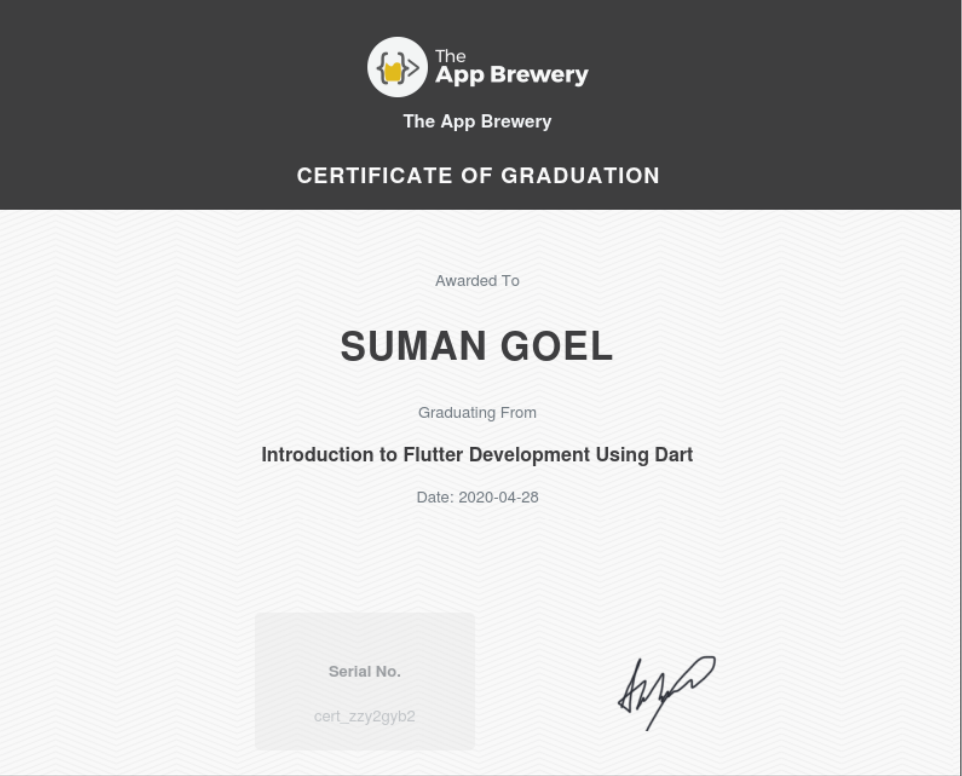 The
App Brewery
The App Brewery
CERTIFICATE OF GRADUATION
Awarded To
SUMAN GOEL
Graduating From
Introduction to Flutter Development Using Dart
Date: 2020-04-28
Serial No.
cert_zzy2gyb2